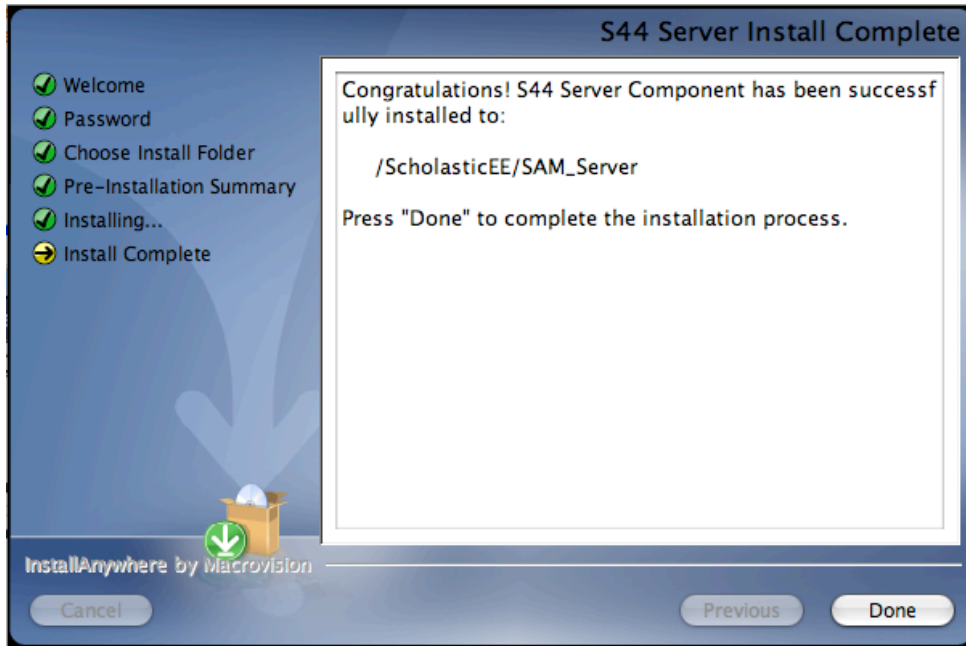 S44 Server Install Complete
Welcome
Password
Choose Install Folder
Pre-Installation Summary
Installing...
Install Complete
Congratulations! S44 Server Component has been successf
ully installed to:
/ScholasticEE/SAM_Server
Press "Done" to complete the installation process.
InstallAnywhere by Macrovision
Cancel
Previous
Done